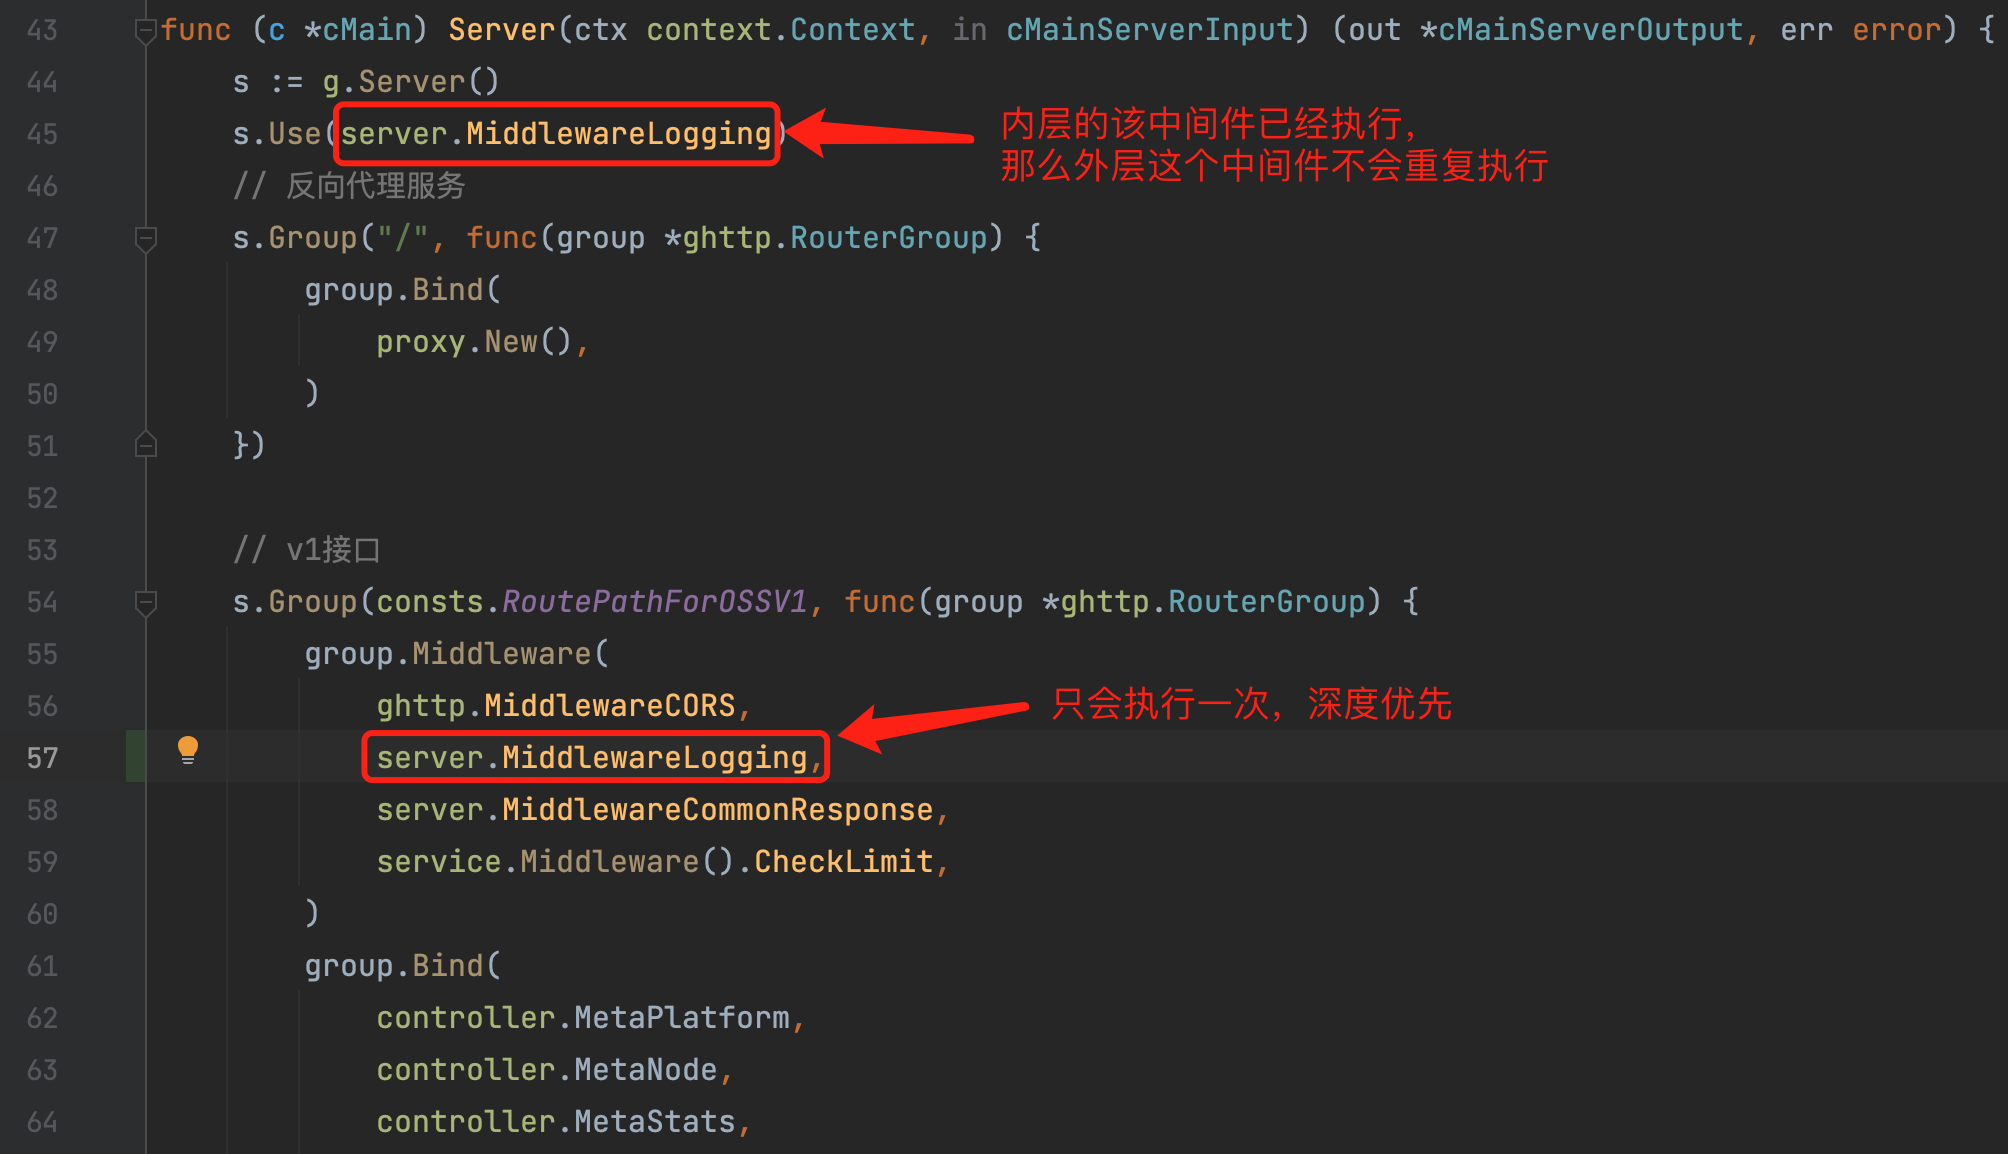 43 func (c *cMain) Server(ctx context.Context, in cMainServerInput) (out *cMainServerOutput, err error) {
44 s := g.Server()
45 s.Use(server.MiddlewareLogging)
内层的该中间件已经执行，
那么外层这个中间件不会重复执行
46 // 反向代理服务
47 s.Group("/", func(group *ghttp.RouterGroup) {
48 group.Bind(
49 proxy.New(),
50 )
51 })
52
53 // v1接口
54 s.Group(consts.RoutePathForOSSV1, func(group *ghttp.RouterGroup) {
55 group.Middleware(
56 ghttp.MiddlewareCORS,
只会执行一次，深度优先
57 server.MiddlewareLogging,
58 server.MiddlewareCommonResponse,
59 service.Middleware().CheckLimit,
60 )
61 group.Bind(
62 controller.MetaPlatform,
63 controller.MetaNode,
64 controller.MetaStats,